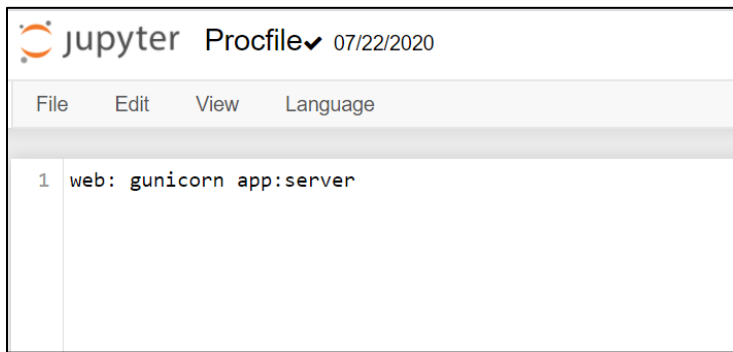 jupyter Procfile✔ 07/22/2020
File Edit View Language
1 web: gunicorn app:server